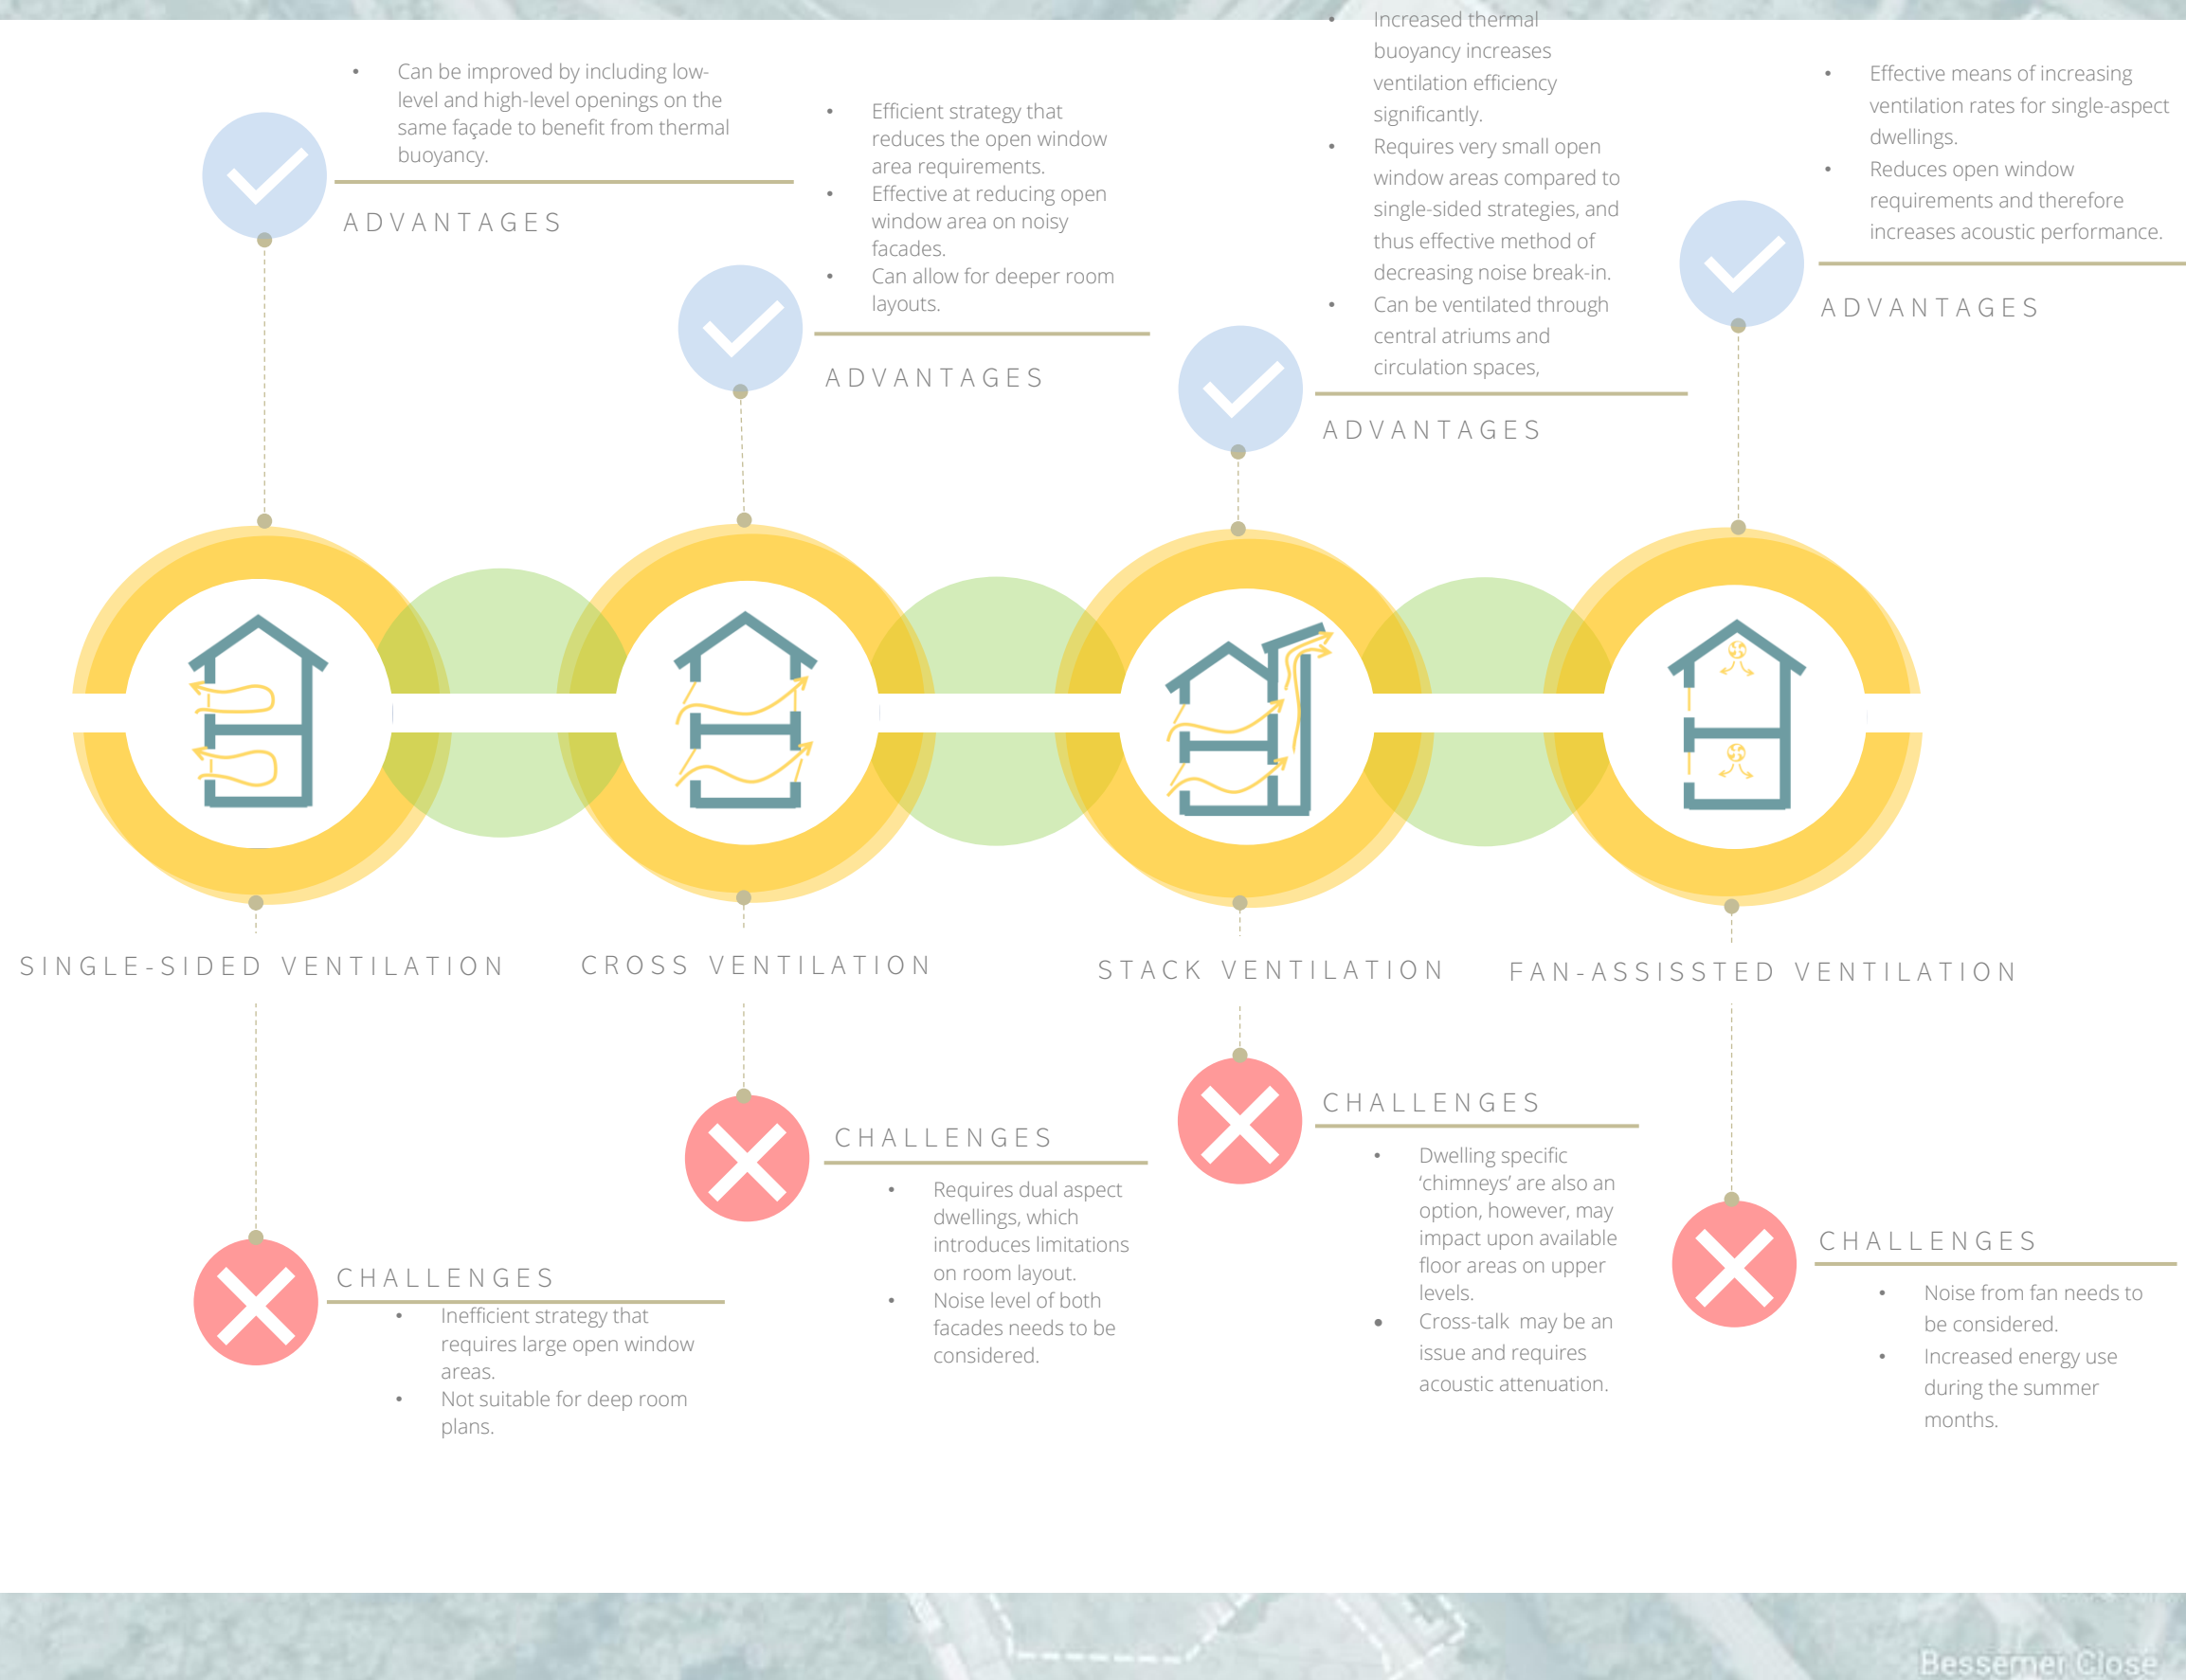 • Can be improved by including low-
level and high-level openings on the
same façade to benefit from thermal
buoyancy.
ADVANTAGES
• Efficient strategy that
reduces the open window
area requirements.
• Effective at reducing open
window area on noisy
facades.
• Can allow for deeper room
layouts.
ADVANTAGES
• Increased thermal
buoyancy increases
ventilation efficiency
significantly.
• Requires very small open
window areas compared to
single-sided strategies, and
thus effective method of
decreasing noise break-in.
• Can be ventilated through
central atriums and
circulation spaces,
ADVANTAGES
• Effective means of increasing
ventilation rates for single-aspect
dwellings.
• Reduces open window
requirements and therefore
increases acoustic performance.
ADVANTAGES
SINGLE-SIDED VENTILATION
CROSS VENTILATION
STACK VENTILATION
FAN-ASSISSTED VENTILATION
CHALLENGES
• Inefficient strategy that
requires large open window
areas.
• Not suitable for deep room
plans.
CHALLENGES
• Requires dual aspect
dwellings, which
introduces limitations
on room layout.
• Noise level of both
facades needs to be
considered.
CHALLENGES
• Dwelling specific
‘chimneys’ are also an
option, however, may
impact upon available
floor areas on upper
levels.
• Cross-talk may be an
issue and requires
acoustic attenuation.
CHALLENGES
• Noise from fan needs to
be considered.
• Increased energy use
during the summer
months.
Bessemer Close